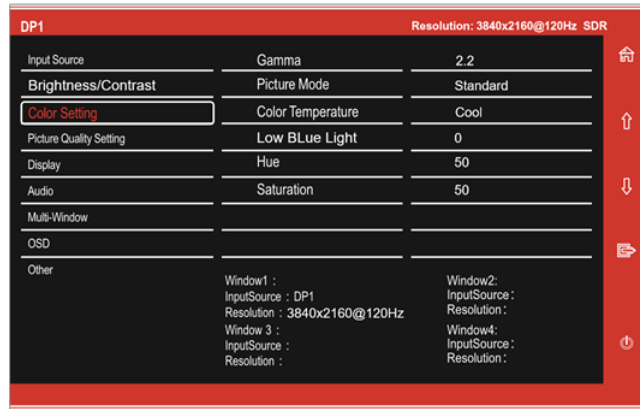 DP1 Resolution: 3840x2160@120Hz SDR
Input Source Gamma 2.2
Brightness/Contrast Picture Mode Standard
Color Setting Color Temperature Cool
Picture Quality Setting Low BLue Light 0
Display Hue 50
Audio Saturation 50
Multi-Window
OSD
Other
Window1 :
InputSource : DP1
Resolution : 3840x2160@120Hz
Window 3 :
InputSource :
Resolution :
Window2:
InputSource :
Resolution :
Window4:
InputSource :
Resolution :